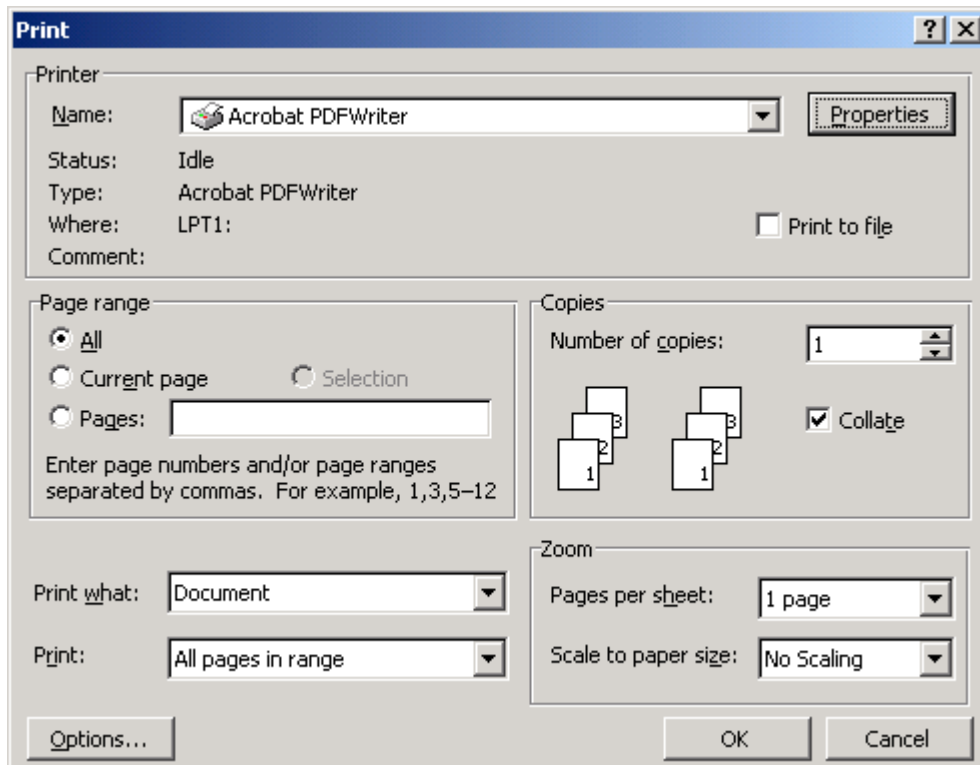 Print
Printer
Name: Acrobat PDFWriter Properties
Status: Idle
Type: Acrobat PDFWriter
Where: LPT1: Print to file
Comment:
Page range
All
Current page Selection
Pages:
Enter page numbers and/or page ranges
separated by commas. For example, 1,3,5–12
Copies
Number of copies: 1
3 3
2 2
1 1
Collate
Print what: Document
Print: All pages in range
Zoom
Pages per sheet: 1 page
Scale to paper size: No Scaling
Options... OK Cancel